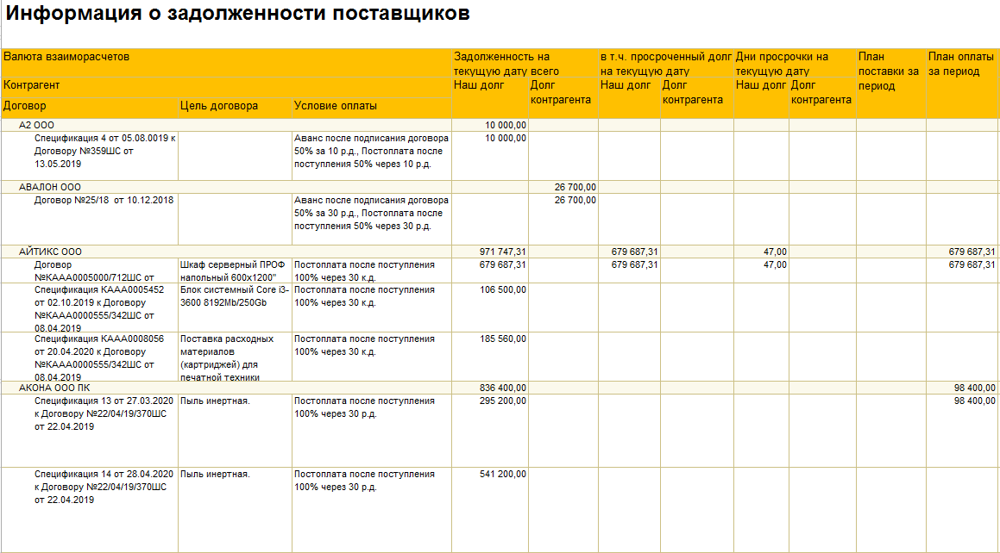 Информация о задолженности поставщиков
Валюта взаиморасчетов
Задолженность на текущую дату всего
в т.ч. просроченный долг на текущую дату
Дни просрочки на текущую дату
План поставки за период
План оплаты за период
Контрагент
Наш долг
Долг контрагента
Наш долг
Долг контрагента
Наш долг
Долг контрагента
Договор
Цель договора
Условие оплаты
А2 ООО
10 000,00
Спецификация 4 от 05.08.0019 к
Договору №359ШС от
13.05.2019
Аванс после подписания договора
50% за 10 р.д., Постоплата после
поступления 50% через 10 р.д.
10 000,00
АВАЛОН ООО
26 700,00
Договор №25/18 от 10.12.2018
Аванс после подписания договора
50% за 30 р.д., Постоплата после
поступления 50% через 30 р.д.
26 700,00
АЙТИКС ООО
971 747,31
679 687,31
47,00
679 687,31
Договор
№КААА0005000/712ШС от
Шкаф серверный ПРОФ
напольный 600x1200"
Постоплата после поступления
100% через 30 к.д.
679 687,31
679 687,31
47,00
679 687,31
Спецификация КААА0005452
от 02.10.2019 к Договору
№КААА0000555/342ШС от
08.04.2019
Блок системный Core i3-
3600 8192Mb/250Gb
Постоплата после поступления
100% через 30 к.д.
106 500,00
Спецификация КААА0008056
от 20.04.2020 к Договору
№КААА0000555/342ШС от
08.04.2019
Поставка расходных
материалов
(картриджей) для
печатной техники
Постоплата после поступления
100% через 30 к.д.
185 560,00
АКОНА ООО ПК
836 400,00
98 400,00
Спецификация 13 от 27.03.2020
к Договору №22/04/19/370ШС
от 22.04.2019
Пыль инертная.
Постоплата после поступления
100% через 30 р.д.
295 200,00
98 400,00
Спецификация 14 от 28.04.2020
к Договору №22/04/19/370ШС
от 22.04.2019
Пыль инертная.
Постоплата после поступления
100% через 30 р.д.
541 200,00